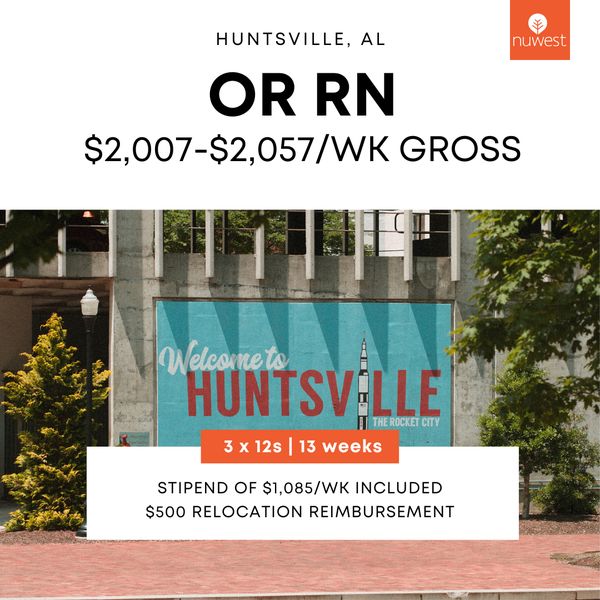 HUNTSVILLE, AL
nuwest
OR RN
$2,007-$2,057/WK GROSS
Welcome to
HUNTSVILLE
THE ROCKET CITY
3 x 12s | 13 weeks
STIPEND OF $1,085/WK INCLUDED
$500 RELOCATION REIMBURSEMENT